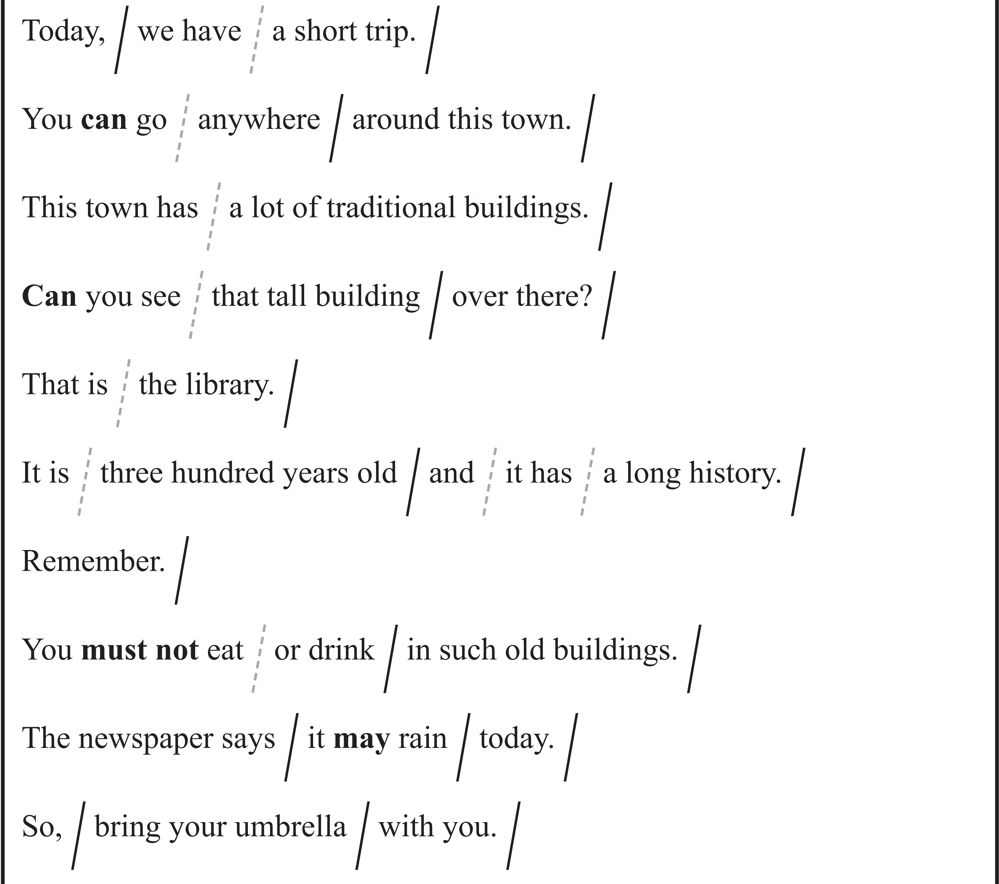 Today, / we have / a short trip. /
You can go / anywhere / around this town. /
This town has / a lot of traditional buildings. /
Can you see / that tall building / over there? /
That is / the library. /
It is / three hundred years old / and / it has / a long history. /
Remember. /
You must not eat / or drink / in such old buildings. /
The newspaper says / it may rain / today. /
So, / bring your umbrella / with you. /